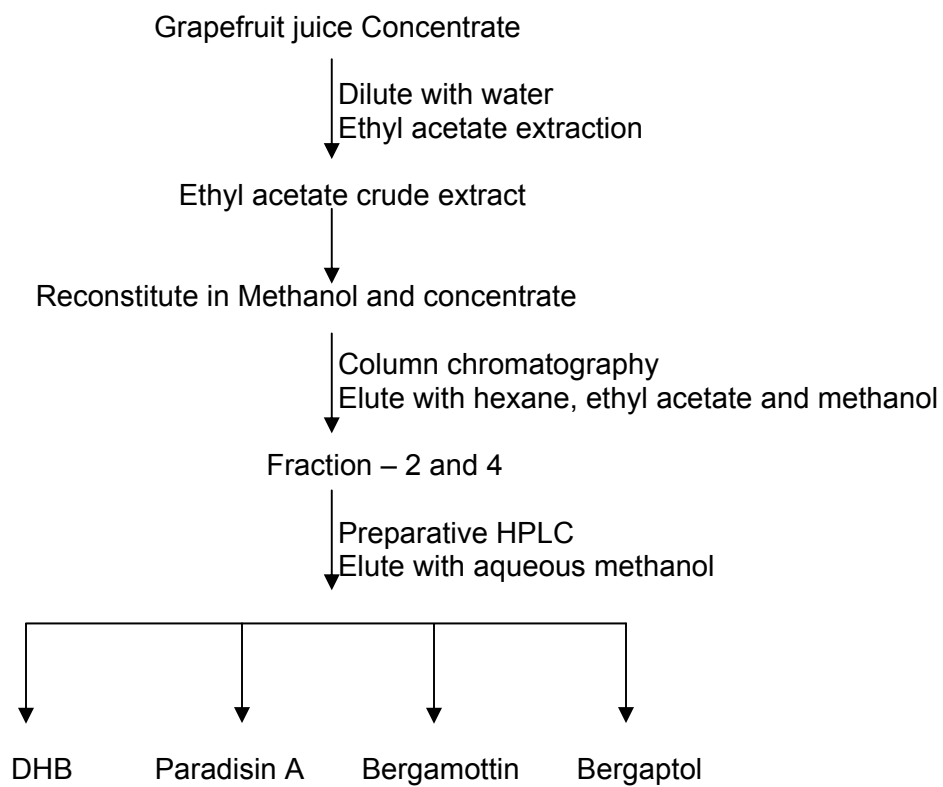 Grapefruit juice Concentrate
Dilute with water
Ethyl acetate extraction
Ethyl acetate crude extract
Reconstitute in Methanol and concentrate
Column chromatography
Elute with hexane, ethyl acetate and methanol
Fraction – 2 and 4
Preparative HPLC
Elute with aqueous methanol
DHB Paradisin A Bergamottin Bergaptol